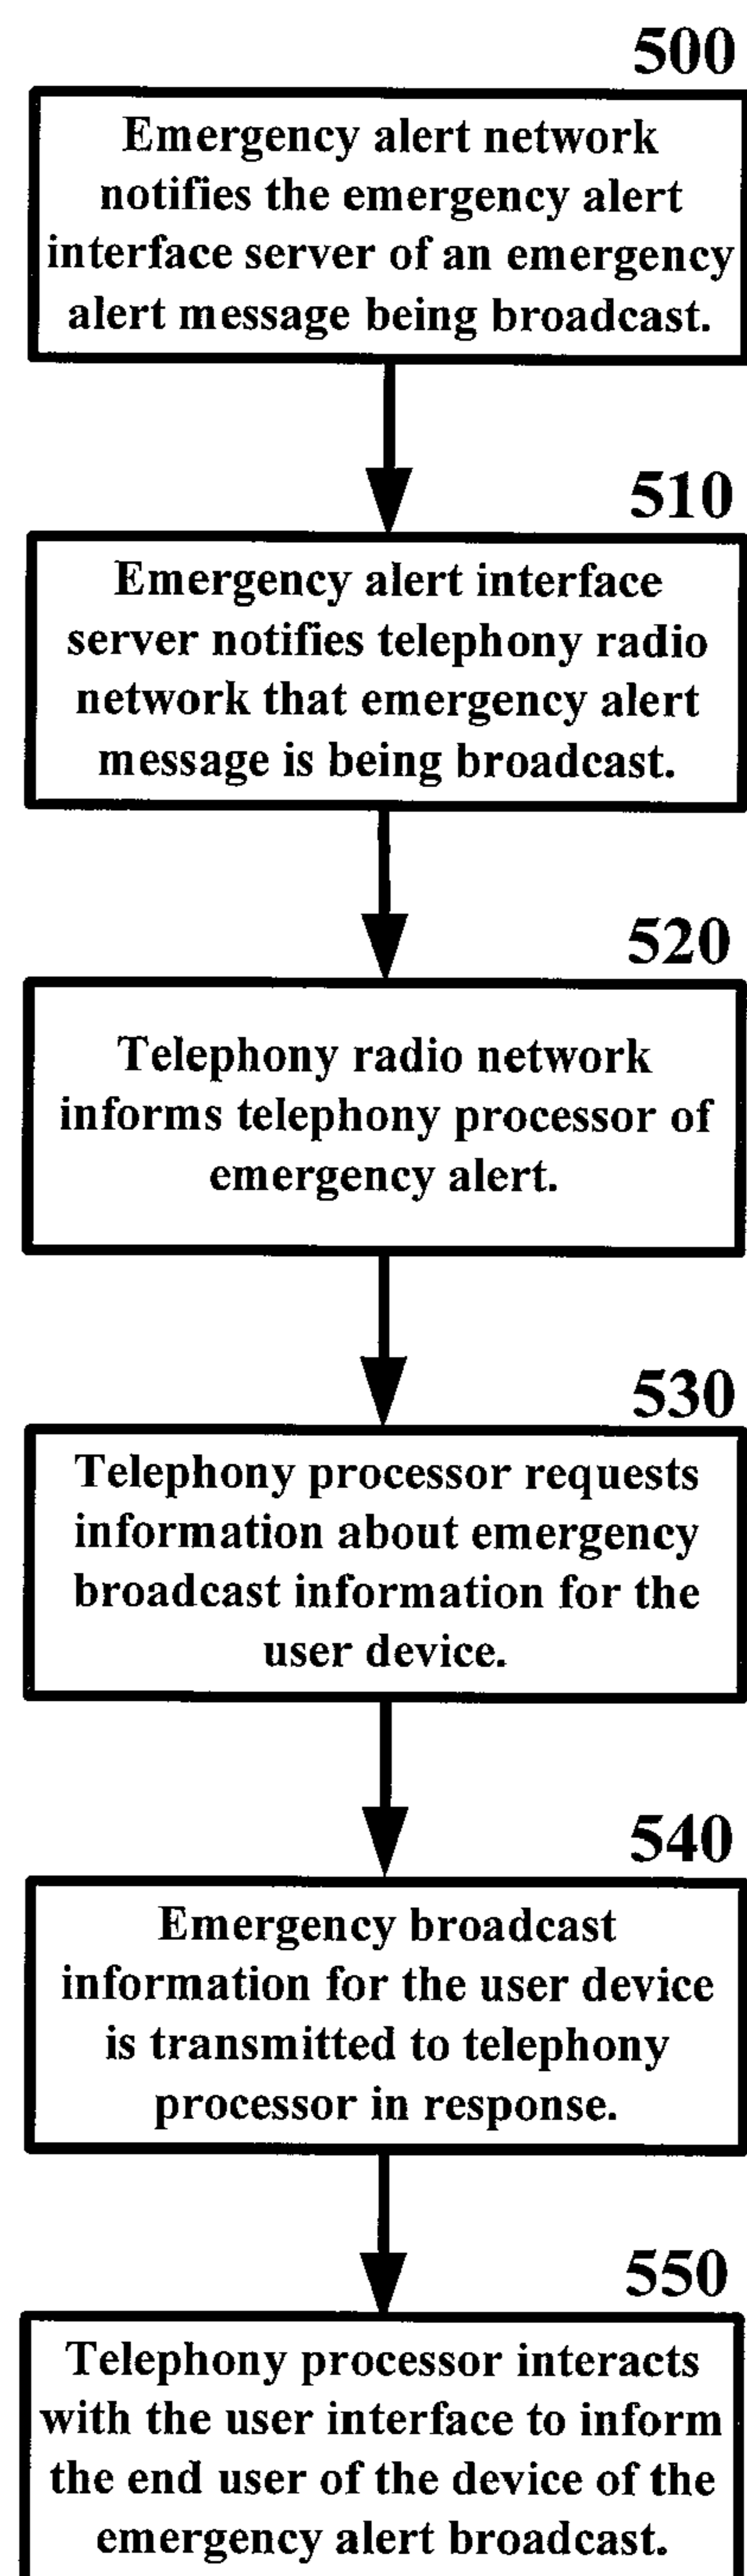 500
Emergency alert network
notifies the emergency alert
interface server of an emergency
alert message being broadcast.
510
Emergency alert interface
server notifies telephony radio
network that emergency alert
message is being broadcast.
520
Telephony radio network
informs telephony processor of
emergency alert.
530
Telephony processor requests
information about emergency
broadcast information for the
user device.
540
Emergency broadcast
information for the user device
is transmitted to telephony
processor in response.
550
Telephony processor interacts
with the user interface to inform
the end user of the device of the
emergency alert broadcast.